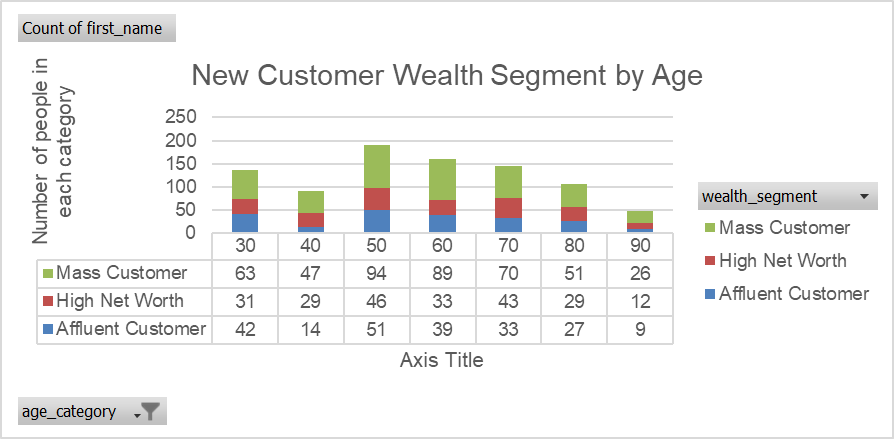 Count of first_name
New Customer Wealth Segment by Age
Number of people in
each category
250
200
150
100
50
0
30 40 50 60 70 80 90
Mass Customer 63 47 94 89 70 51 26
High Net Worth 31 29 46 33 43 29 12
Affluent Customer 42 14 51 39 33 27 9
Axis Title
wealth_segment
Mass Customer
High Net Worth
Affluent Customer
age_category